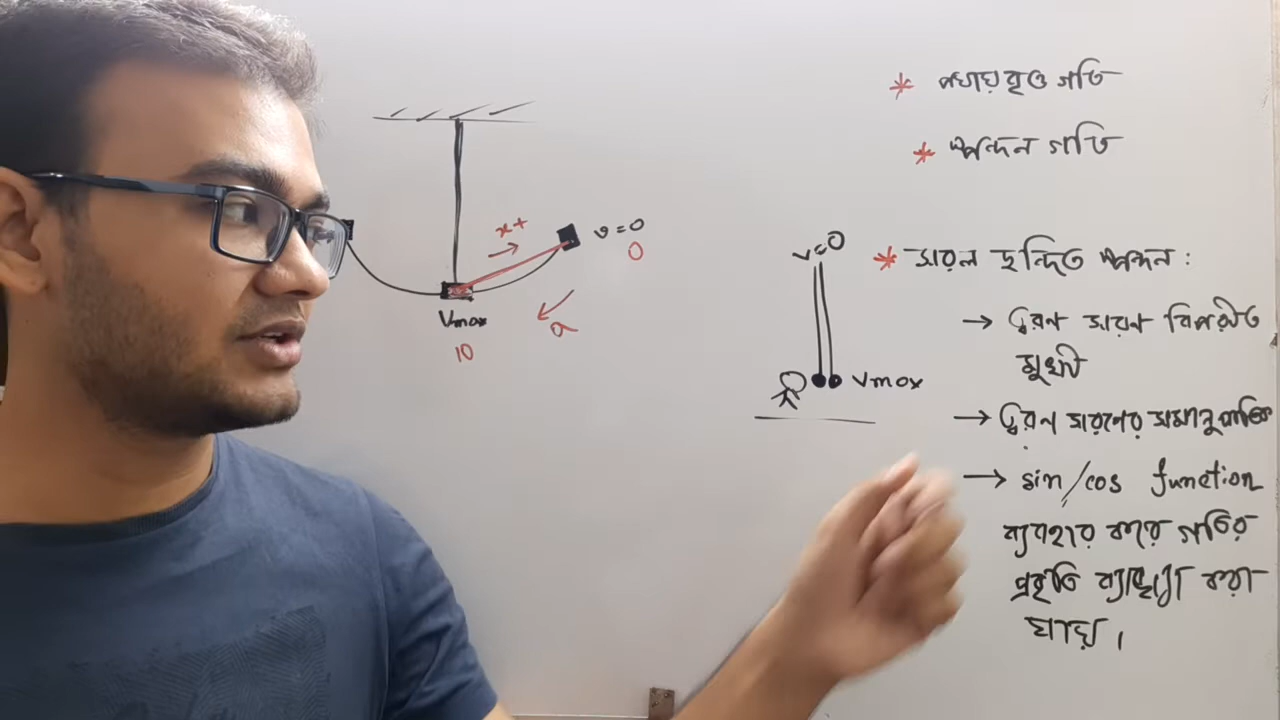 * পর্যায়বৃত্ত গতি
* স্পন্দন গতি
x+
v=0
0
a
Vmax
10
v=0
Vmax
* সরল ছন্দিত স্পন্দন :
→ ত্বরণ সরণ বিপরীত
মুখী
→ ত্বরণ সরণের সমানুপাতিক
→ sin/cos function
ব্যবহার করে গতির
প্রকৃতি ব্যাখ্যা করা
যায়।